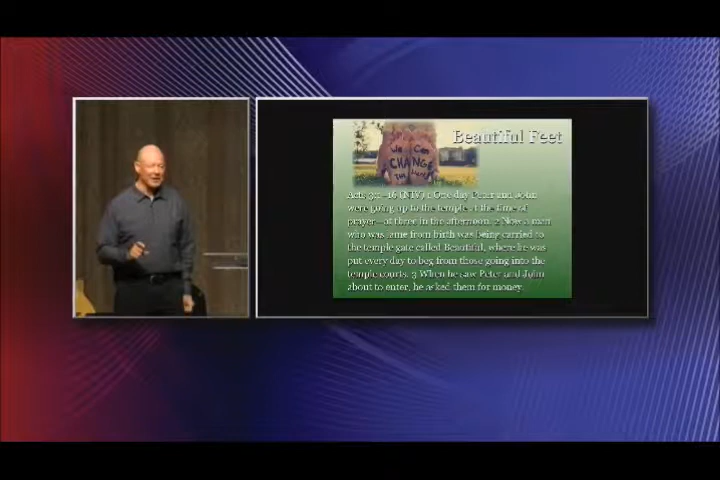 Beautiful Feet
We Can
CHANGE
Acts 3:1–16 (NIV) 1 One day Peter and John
were going up to the temple at the time of
prayer—at three in the afternoon. 2 Now a man
who was lame from birth was being carried to
the temple gate called Beautiful, where he was
put every day to beg from those going into the
temple courts. 3 When he saw Peter and John
about to enter, he asked them for money.